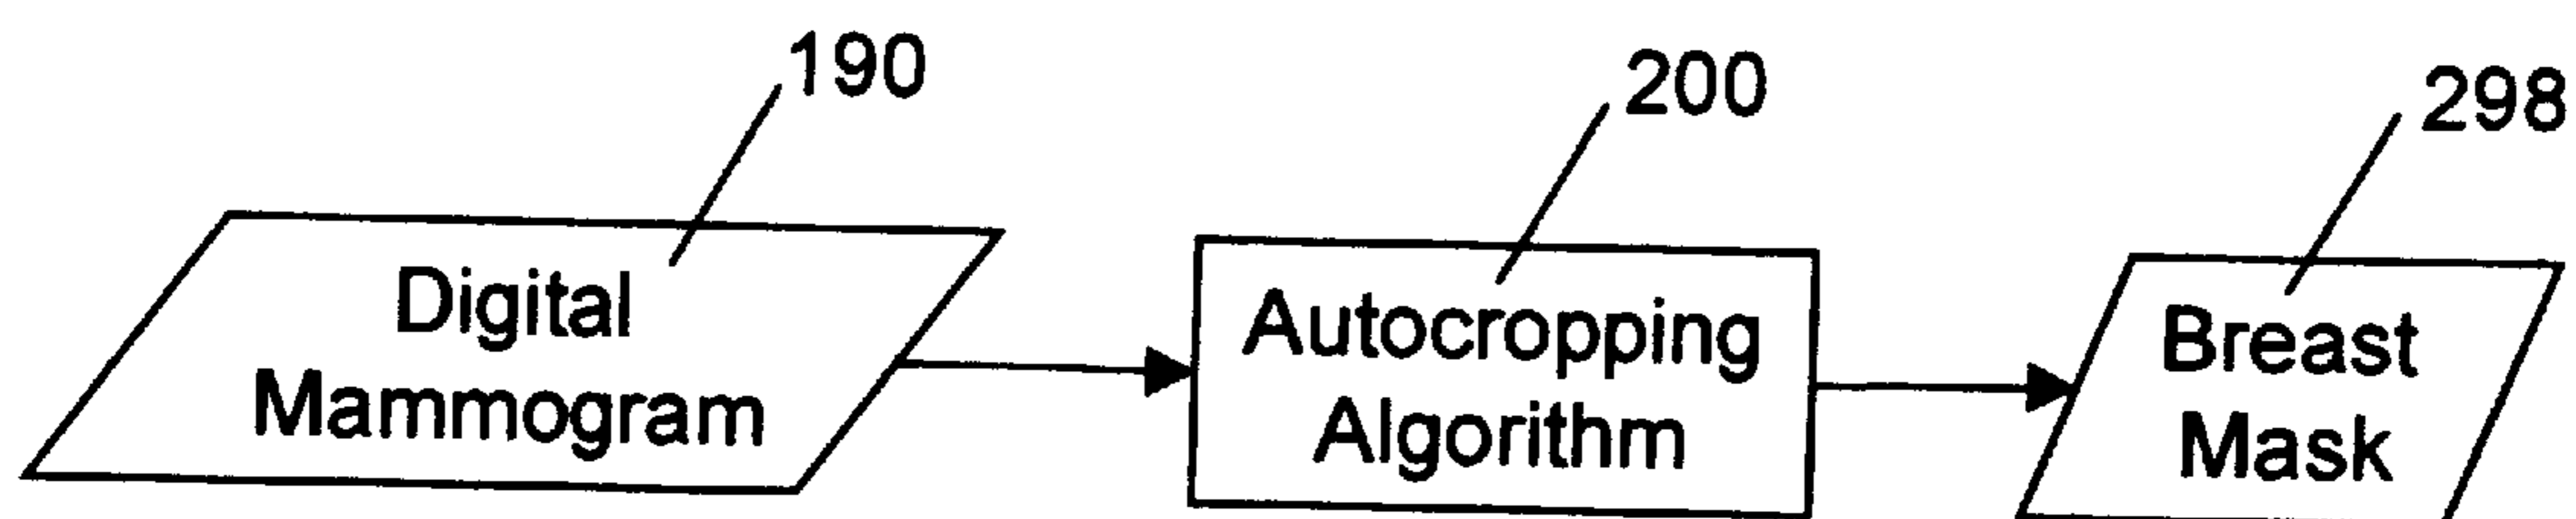 190
200
298
Digital
Mammogram
Autocropping
Algorithm
Breast
Mask